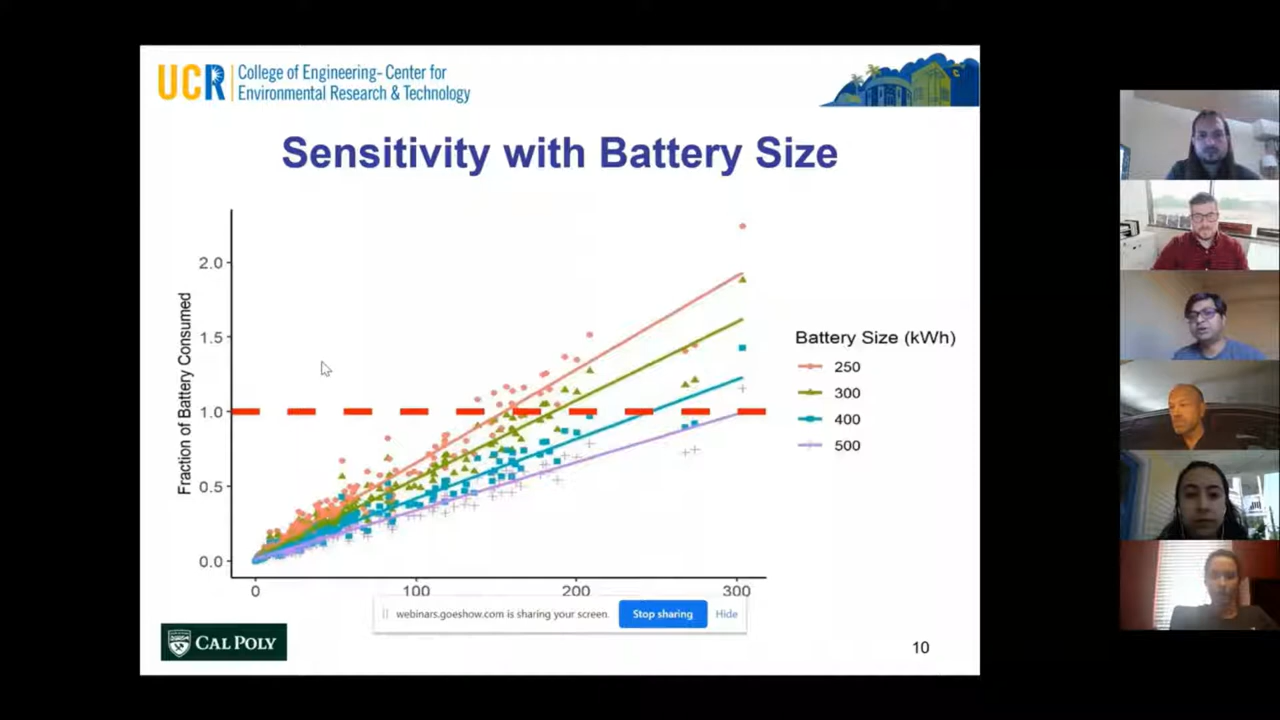 UCR College of Engineering- Center for
Environmental Research & Technology
Sensitivity with Battery Size
Fraction of Battery Consumed
2.0
1.5
1.0
0.5
0.0
0
100
200
300
Battery Size (kWh)
250
300
400
500
webinars.goeshow.com is sharing your screen. Stop sharing Hide
CAL POLY
10